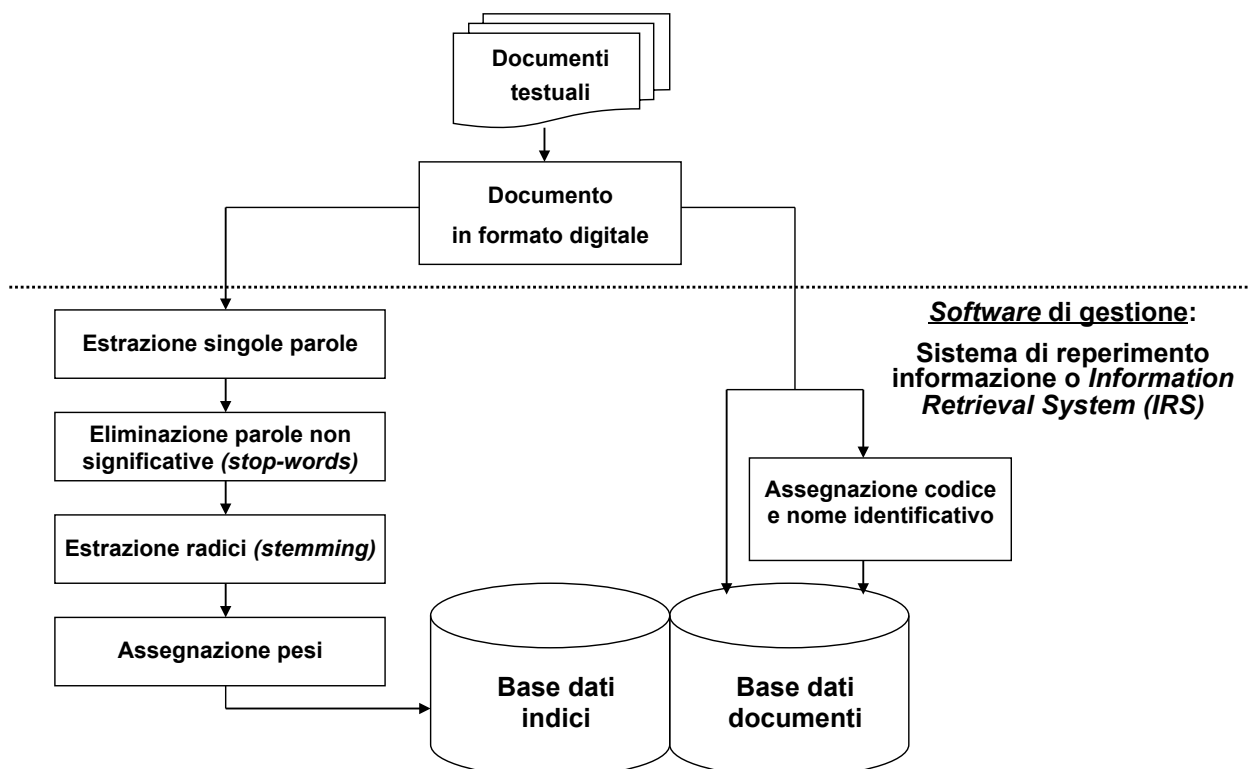 Documenti
testuali
Documento
in formato digitale
Software di gestione:
Sistema di reperimento
informazione o Information
Retrieval System (IRS)
Estrazione singole parole
Eliminazione parole non
significative (stop-words)
Estrazione radici (stemming)
Assegnazione pesi
Assegnazione codice
e nome identificativo
Base dati
indici
Base dati
documenti